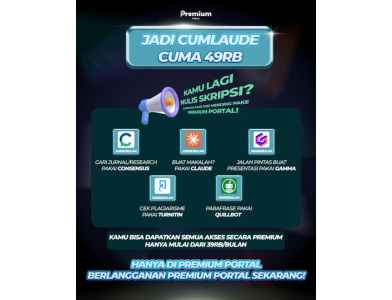 Premium
JADI CUMLAUDE
CUMA 49RB
KAMU LAGI
NULIS SKRIPSI?
MENDING PAKE
PREMIUM PORTAL!
CARI JURNAL/RESEARCH
PAKAI CONSENSUS
BUAT MAKALAH?
PAKAI CLAUDE
JALAN PINTAS BUAT
PRESENTASI PAKAI GAMMA
CEK PLAGIARISME
PAKAI TURNITIN
PARAFRASE PAKAI
QUILLBOT
KAMU BISA DAPATKAN SEMUA AKSES SECARA PREMIUM
HANYA MULAI DARI 39RB/BULAN
HANYA DI PREMIUM PORTAL
BERLANGGANAN PREMIUM PORTAL SEKARANG!